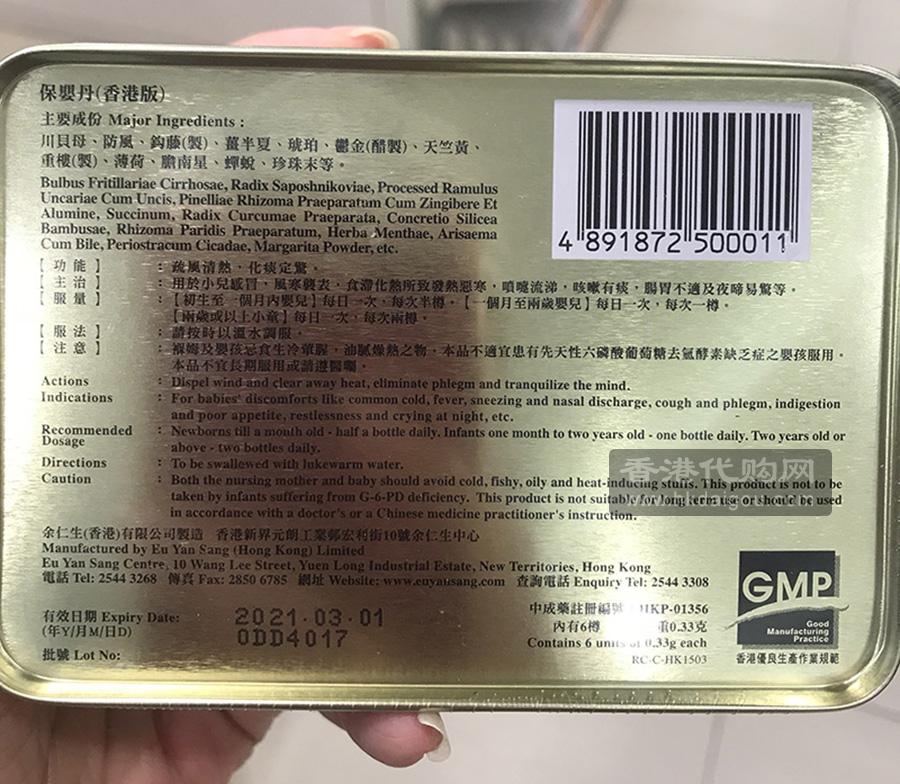 保嬰丹(香港版)
主要成份 Major Ingredients :
川貝母、防風、鈎藤(製)、薑半夏、琥珀、鬱金(醋製)、天竺黃、
重樓(製)、薄荷、膽南星、蟬蛻、珍珠末等。
Bulbus Fritillariae Cirrhosae, Radix Saposhnikoviae, Processed Ramulus
Uncariae Cum Uncis, Pinelliae Rhizoma Praeparatum Cum Zingibere Et
Alumine, Succinum, Radix Curcumae Praeparata, Concretio Silicea
Bambusae, Rhizoma Paridis Praeparatum, Herba Menthae, Arisaema
Cum Bile, Periostracum Cicadae, Margarita Powder, etc.
4 891872 500011
【 功 能 】 : 疏風清熱,化痰定驚。
【 主 治 】 : 用於小兒感冒,風寒襲表,食滯化熱所致發熱惡寒,噴嚏流涕,咳嗽有痰,腸胃不適及夜啼易驚等。
【 服 量 】 : 【初生至一個月內嬰兒】每日一次,每次半樽。【一個月至兩歲嬰兒】每日一次,每次一樽。
【兩歲或以上小童】每日一次,每次兩樽。
【 服 法 】 : 請按時以溫水調服。
【 注 意 】 : 褓姆及嬰孩忌食生冷葷腥,油膩燥熱之物,本品不適宜患有先天性六磷酸葡萄糖去氫酵素缺乏症之嬰孩服用。
本品不宜長期服用或請遵醫囑。
Actions : Dispel wind and clear away heat, eliminate phlegm and tranquilize the mind.
Indications : For babies' discomforts like common cold, fever, sneezing and nasal discharge, cough and phlegm, indigestion
and poor appetite, restlessness and crying at night, etc.
Recommended Dosage : Newborns till a month old - half a bottle daily. Infants one month to two years old - one bottle daily. Two years old or
above - two bottles daily.
Directions : To be swallowed with lukewarm water.
Caution : Both the nursing mother and baby should avoid cold, fishy, oily and heat-inducing stuffs. This product is not to be
taken by infants suffering from G-6-PD deficiency. This product is not suitable for long term use or should be used
in accordance with a doctor's or a Chinese medicine practitioner's instruction.
香港代购网
www.hkdaigou.com
余仁生(香港)有限公司製造 香港新界元朗工業邨宏利街10號余仁生中心
Manufactured by Eu Yan Sang (Hong Kong) Limited
Eu Yan Sang Centre, 10 Wang Lee Street, Yuen Long Industrial Estate, New Territories, Hong Kong
電話 Tel: 2544 3268 傳真 Fax: 2850 6785 網址 Website: www.euyansang.com 查詢電話 Enquiry Tel: 2544 3308
有效日期 Expiry Date: 2021.03.01
(年Y/月M/日D)
0DD4017
批號 Lot No:
中成藥註冊編號 HKP-01356
內有6樽 重0.33克
Contains 6 units of 0.33g each
RC-C-HK1503
GMP
Good
Manufacturing
Practice
香港優良生產作業規範